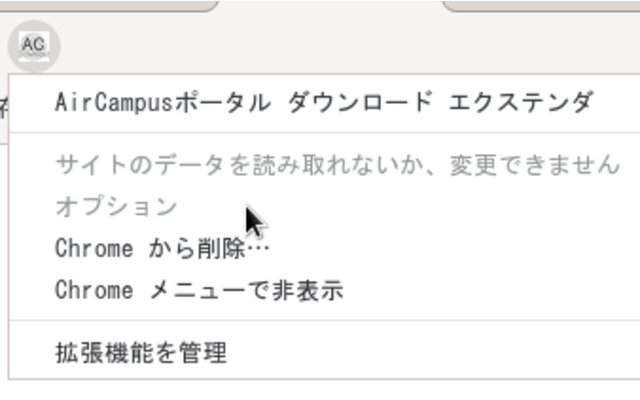 AC
AirCampusポータル ダウンロード エクステンダ
サイトのデータを読み取れないか、変更できません
オプション
Chrome から削除…
Chrome メニューで非表示
拡張機能を管理